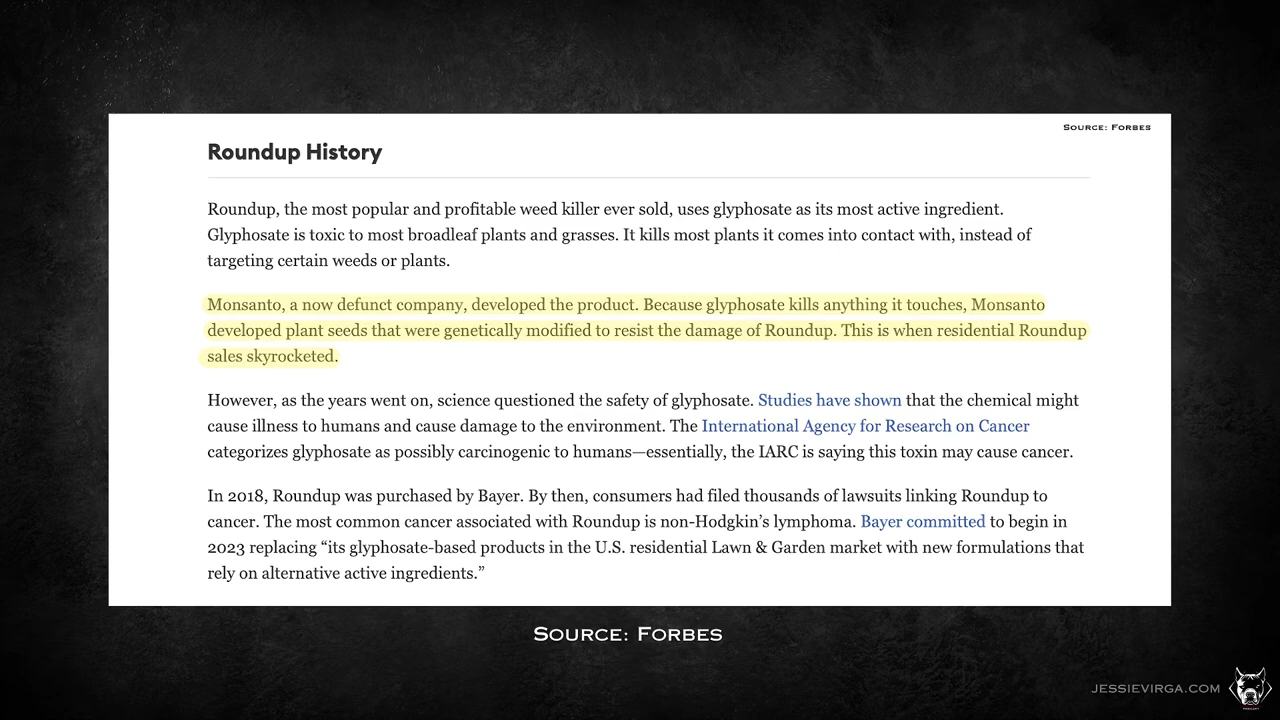 Source: Forbes
Roundup History
Roundup, the most popular and profitable weed killer ever sold, uses glyphosate as its most active ingredient.
Glyphosate is toxic to most broadleaf plants and grasses. It kills most plants it comes into contact with, instead of
targeting certain weeds or plants.
Monsanto, a now defunct company, developed the product. Because glyphosate kills anything it touches, Monsanto
developed plant seeds that were genetically modified to resist the damage of Roundup. This is when residential Roundup
sales skyrocketed.
However, as the years went on, science questioned the safety of glyphosate. Studies have shown that the chemical might
cause illness to humans and cause damage to the environment. The International Agency for Research on Cancer
categorizes glyphosate as possibly carcinogenic to humans—essentially, the IARC is saying this toxin may cause cancer.
In 2018, Roundup was purchased by Bayer. By then, consumers had filed thousands of lawsuits linking Roundup to
cancer. The most common cancer associated with Roundup is non-Hodgkin’s lymphoma. Bayer committed to begin in
2023 replacing “its glyphosate-based products in the U.S. residential Lawn & Garden market with new formulations that
rely on alternative active ingredients.”
Source: Forbes
JESSIEVIRGA.COM